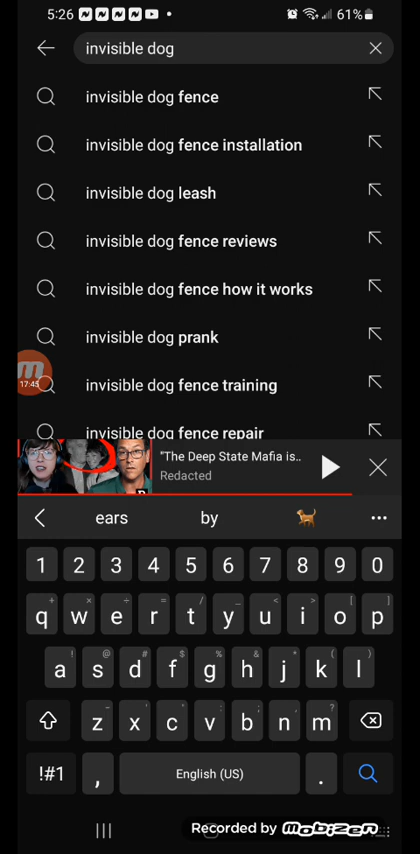 5:26 61%
invisible dog
invisible dog fence
invisible dog fence installation
invisible dog leash
invisible dog fence reviews
invisible dog fence how it works
invisible dog prank
17:45
invisible dog fence training
invisible dog fence repair
"The Deep State Mafia is..
Redacted
ears by
1 2 3 4 5 6 7 8 9 0
q w e r t y u i o p
a s d f g h j k l
z x c v b n m
!#1 , English (US) .
Recorded by mobizen